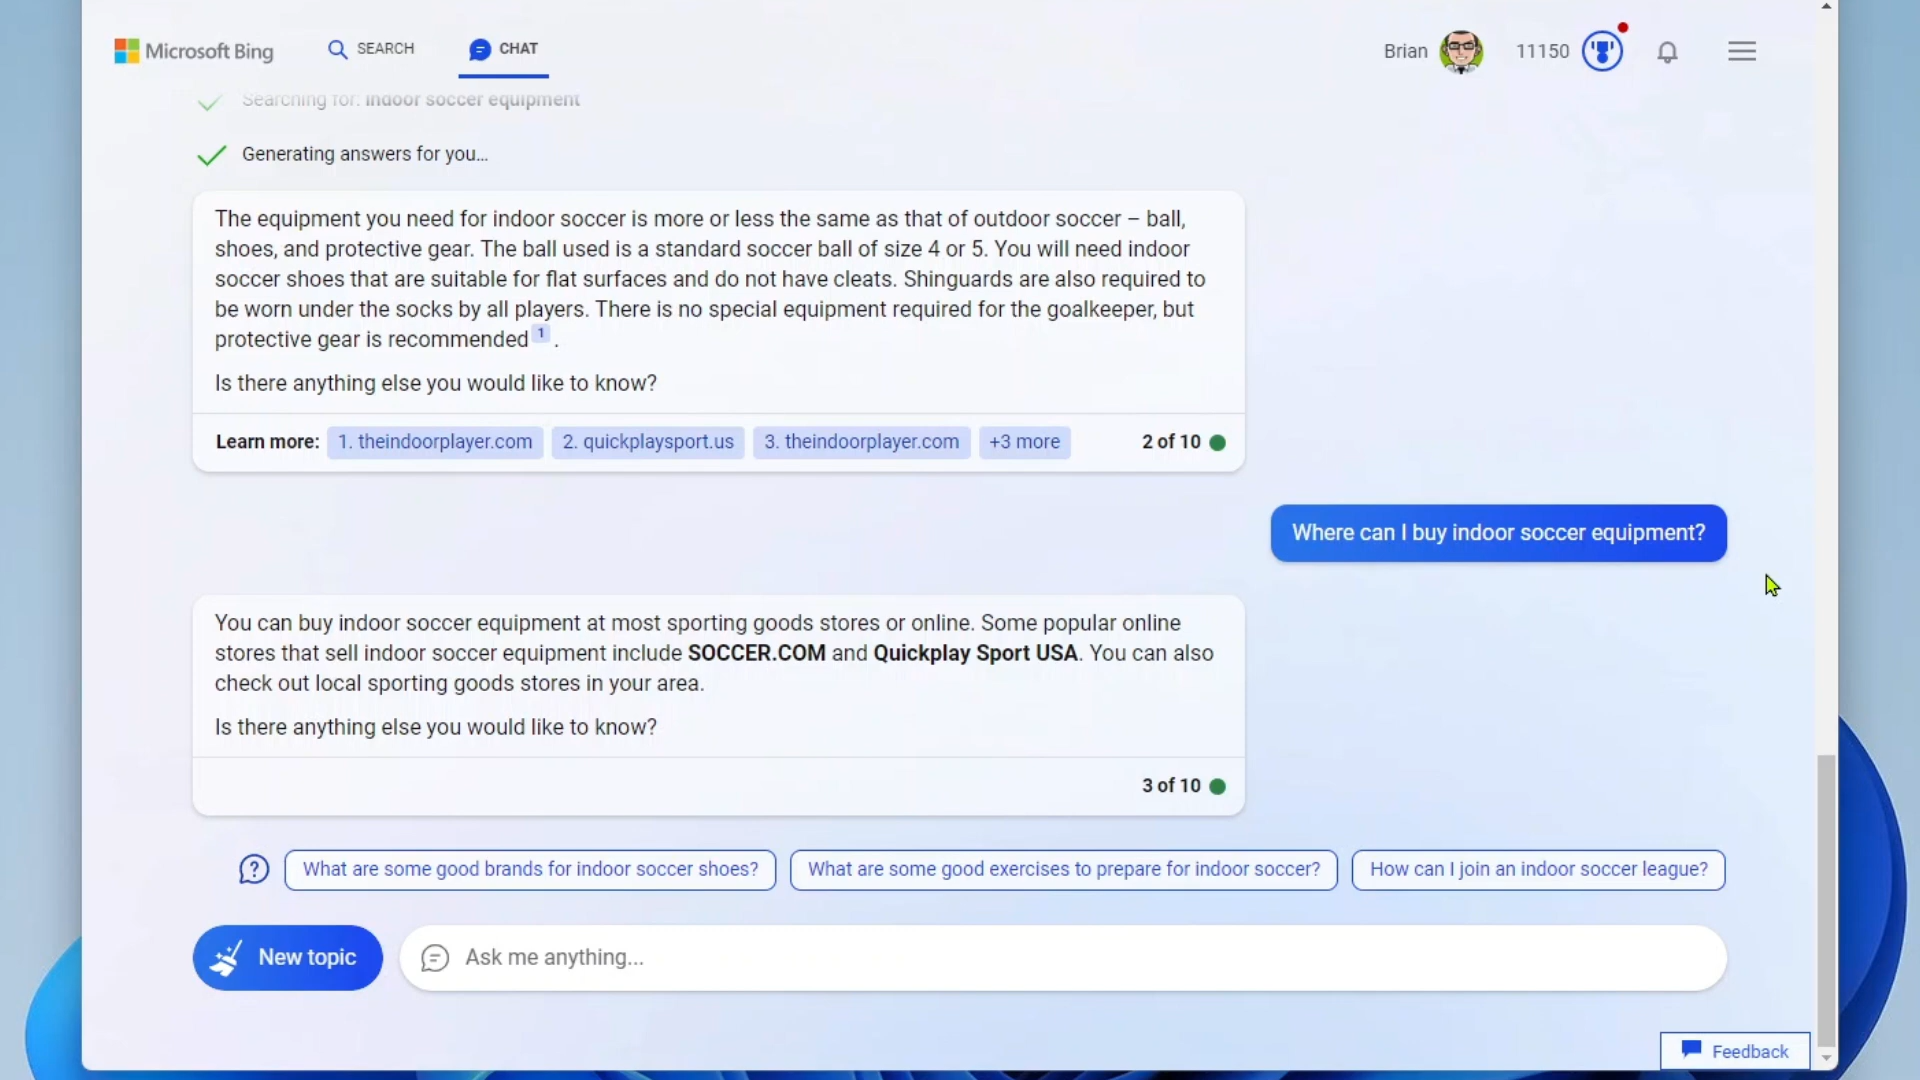 Microsoft Bing
SEARCH
CHAT
Brian
11150
Searching for: indoor soccer equipment
Generating answers for you...
The equipment you need for indoor soccer is more or less the same as that of outdoor soccer – ball,
shoes, and protective gear. The ball used is a standard soccer ball of size 4 or 5. You will need indoor
soccer shoes that are suitable for flat surfaces and do not have cleats. Shinguards are also required to
be worn under the socks by all players. There is no special equipment required for the goalkeeper, but
protective gear is recommended 1 .
Is there anything else you would like to know?
Learn more: 1. theindoorplayer.com 2. quickplaysport.us 3. theindoorplayer.com +3 more 2 of 10
Where can I buy indoor soccer equipment?
You can buy indoor soccer equipment at most sporting goods stores or online. Some popular online
stores that sell indoor soccer equipment include SOCCER.COM and Quickplay Sport USA. You can also
check out local sporting goods stores in your area.
Is there anything else you would like to know?
3 of 10
What are some good brands for indoor soccer shoes?
What are some good exercises to prepare for indoor soccer?
How can I join an indoor soccer league?
New topic
Ask me anything...
Feedback